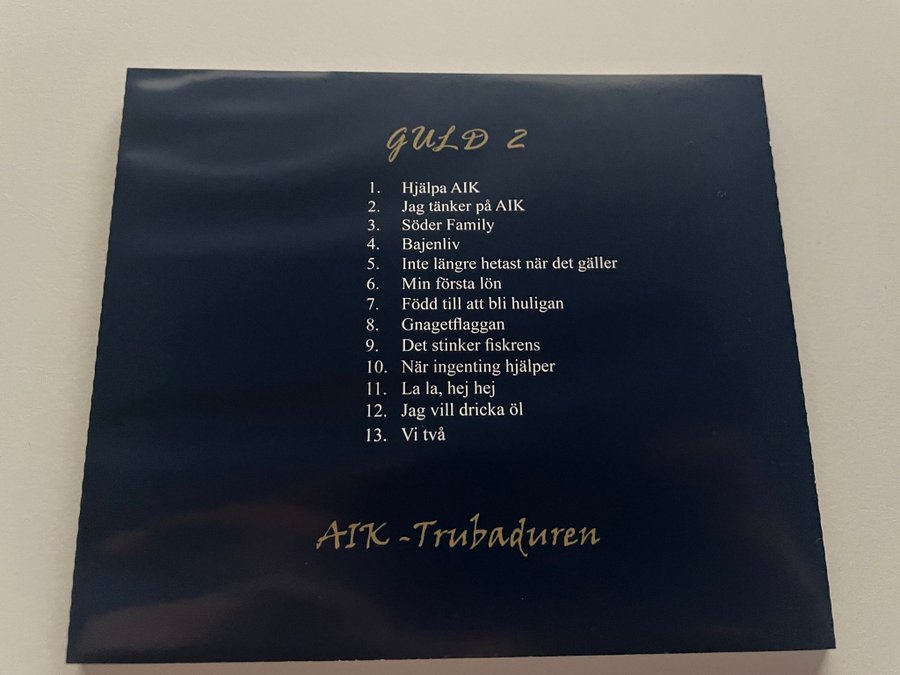 GULD 2
1. Hjälpa AIK
2. Jag tänker på AIK
3. Söder Family
4. Bajenliv
5. Inte längre hetast när det gäller
6. Min första lön
7. Född till att bli huligan
8. Gnagetflaggan
9. Det stinker fiskrens
10. När ingenting hjälper
11. La la, hej hej
12. Jag vill dricka öl
13. Vi två
AIK-Trubaduren